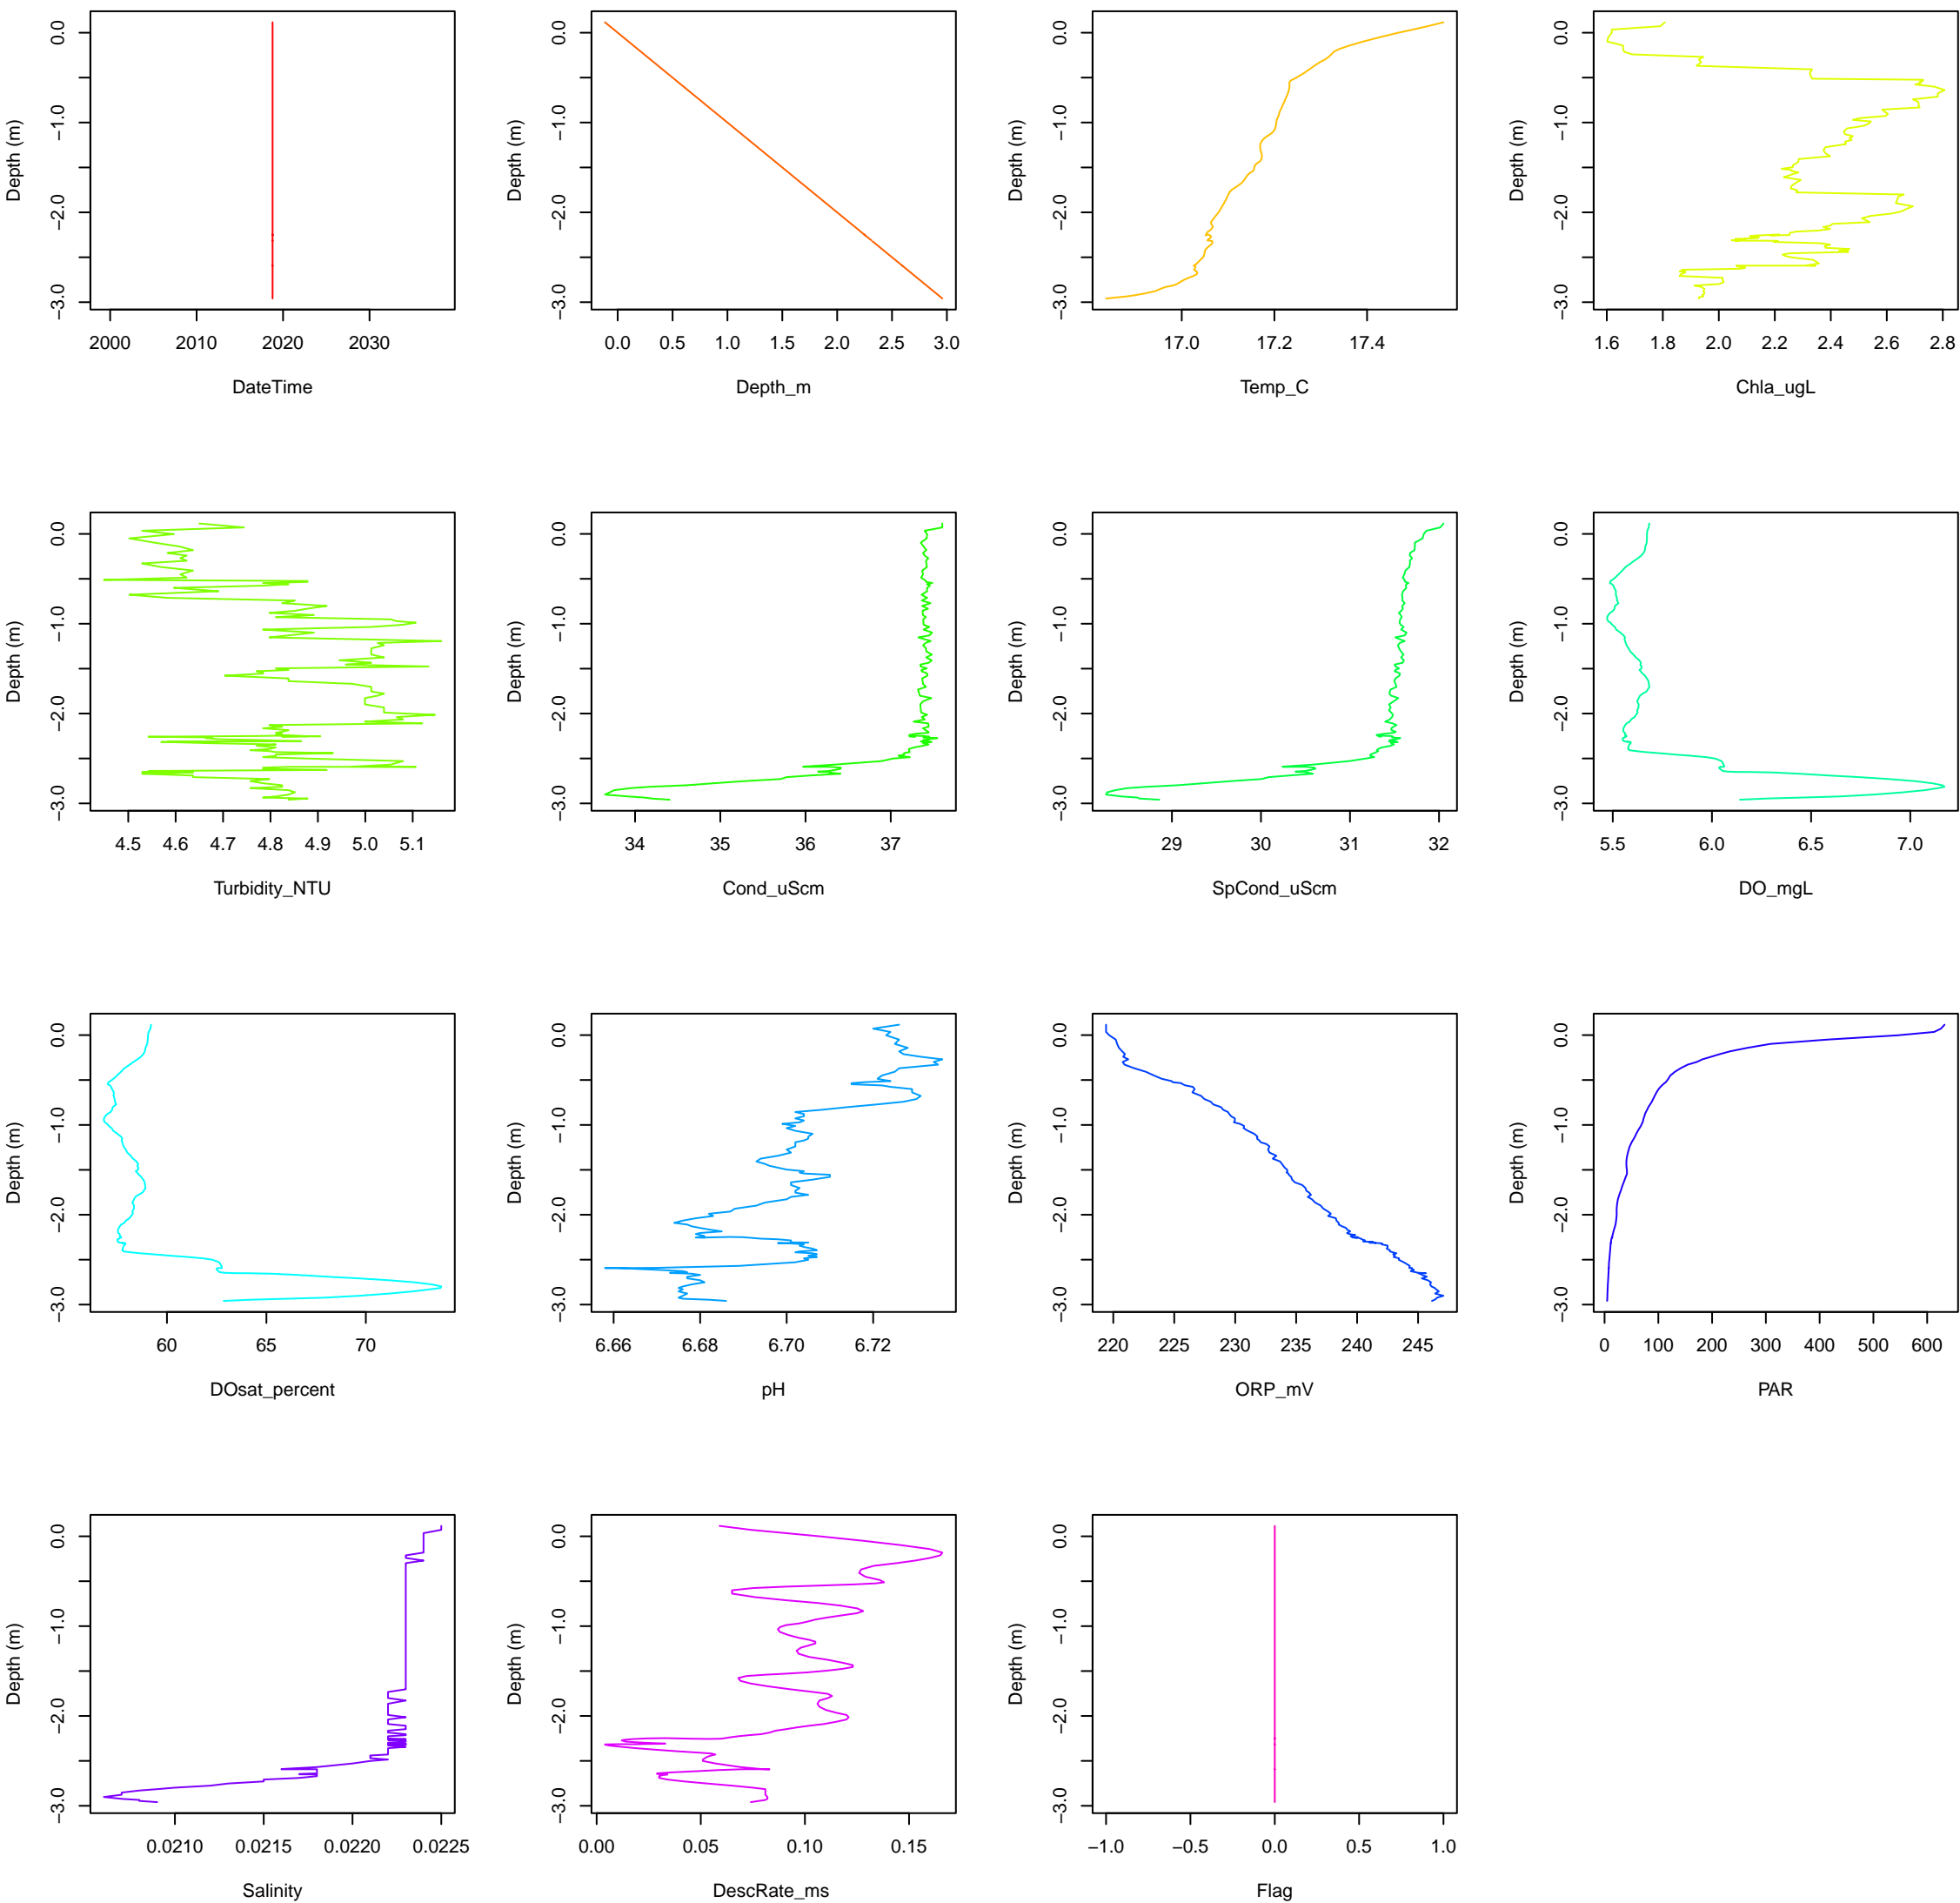 Depth (m)
0.0
−1.0
−2.0
−3.0
2000 2010 2020 2030
DateTime
Depth (m)
0.0
−1.0
−2.0
−3.0
0.0 0.5 1.0 1.5 2.0 2.5 3.0
Depth_m
Depth (m)
0.0
−1.0
−2.0
−3.0
17.0 17.2 17.4
Temp_C
Depth (m)
0.0
−1.0
−2.0
−3.0
1.6 1.8 2.0 2.2 2.4 2.6 2.8
Chla_ugL
Depth (m)
0.0
−1.0
−2.0
−3.0
4.5 4.6 4.7 4.8 4.9 5.0 5.1
Turbidity_NTU
Depth (m)
0.0
−1.0
−2.0
−3.0
34 35 36 37
Cond_uScm
Depth (m)
0.0
−1.0
−2.0
−3.0
29 30 31 32
SpCond_uScm
Depth (m)
0.0
−1.0
−2.0
−3.0
5.5 6.0 6.5 7.0
DO_mgL
Depth (m)
0.0
−1.0
−2.0
−3.0
60 65 70
DOsat_percent
Depth (m)
0.0
−1.0
−2.0
−3.0
6.66 6.68 6.70 6.72
pH
Depth (m)
0.0
−1.0
−2.0
−3.0
220 225 230 235 240 245
ORP_mV
Depth (m)
0.0
−1.0
−2.0
−3.0
0 100 200 300 400 500 600
PAR
Depth (m)
0.0
−1.0
−2.0
−3.0
0.0210 0.0215 0.0220 0.0225
Salinity
Depth (m)
0.0
−1.0
−2.0
−3.0
0.00 0.05 0.10 0.15
DescRate_ms
Depth (m)
0.0
−1.0
−2.0
−3.0
−1.0 −0.5 0.0 0.5 1.0
Flag